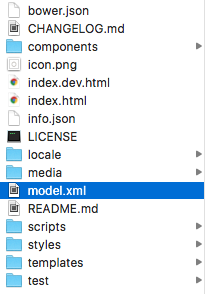 bower.json
CHANGELOG.md
components
icon.png
index.dev.html
index.html
info.json
LICENSE
locale
media
model.xml
README.md
scripts
styles
templates
test